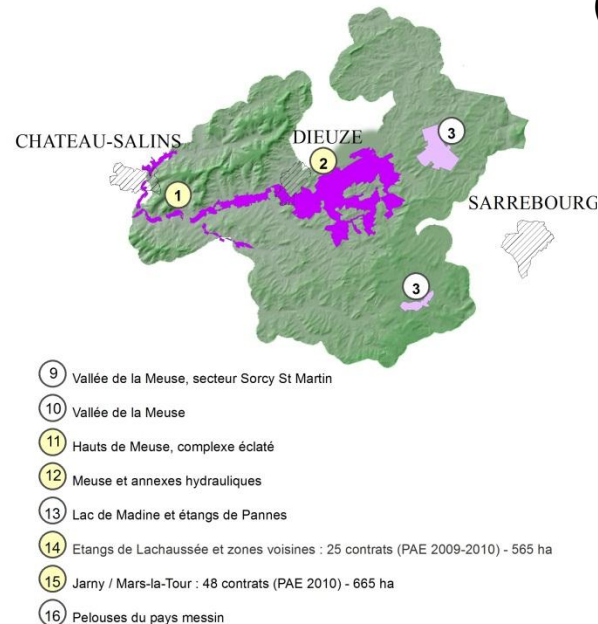 CHATEAU-SALINS
DIEUZE
SARREBOURG
1
2
3
3
9 Vallée de la Meuse, secteur Sorcy St Martin
10 Vallée de la Meuse
11 Hauts de Meuse, complexe éclaté
12 Meuse et annexes hydrauliques
13 Lac de Madine et étangs de Pannes
14 Etangs de Lachaussée et zones voisines : 25 contrats (PAE 2009-2010) - 565 ha
15 Jarny / Mars-la-Tour : 48 contrats (PAE 2010) - 665 ha
16 Pelouses du pays messin